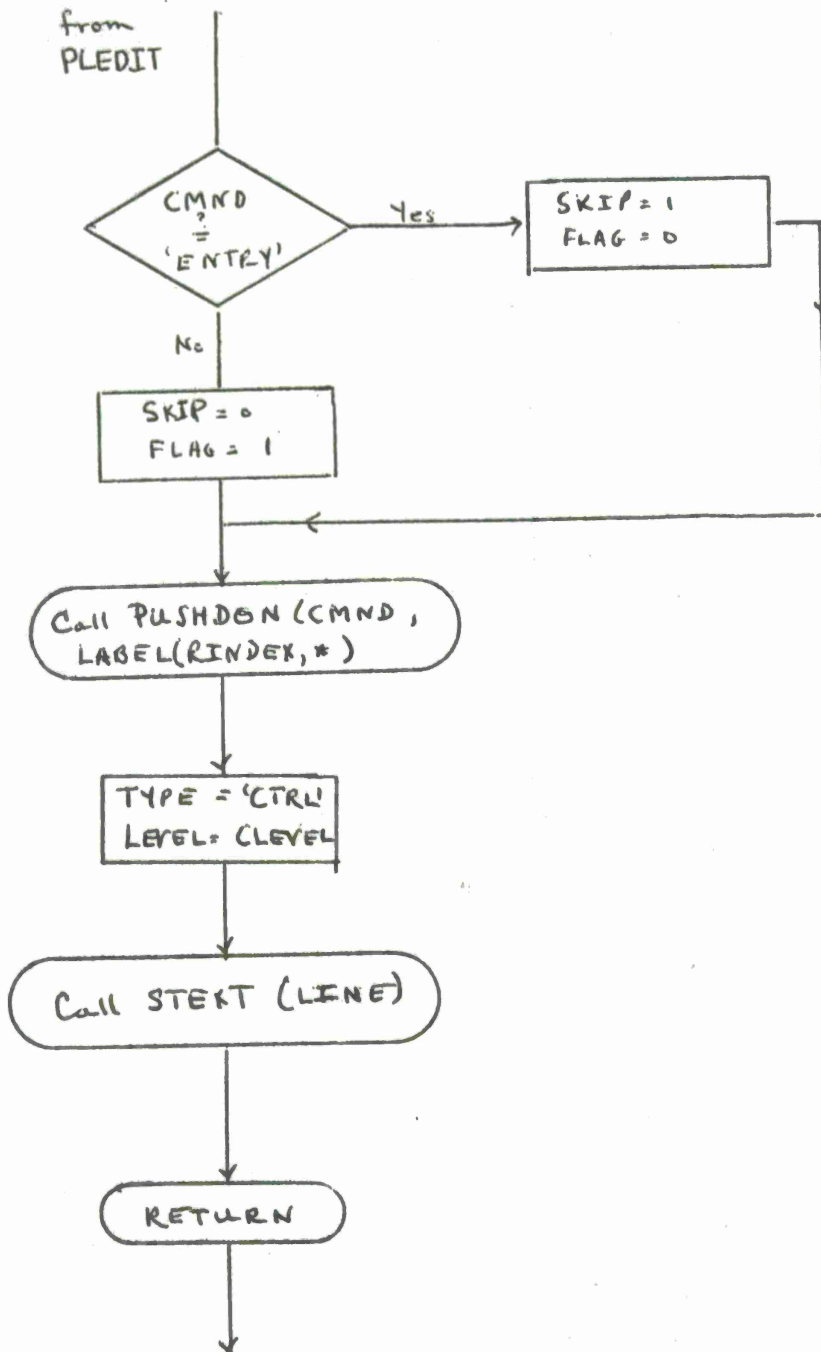 from
PLEDIT
CMND
?
=
'ENTRY'
Yes
SKIP = 1
FLAG = 0
No
SKIP = 0
FLAG = 1
Call PUSHDON (CMND,
LABEL(RINDEX, *)
TYPE = 'CTRL'
LEVEL = CLEVEL
Call STEXT (LINE)
RETURN